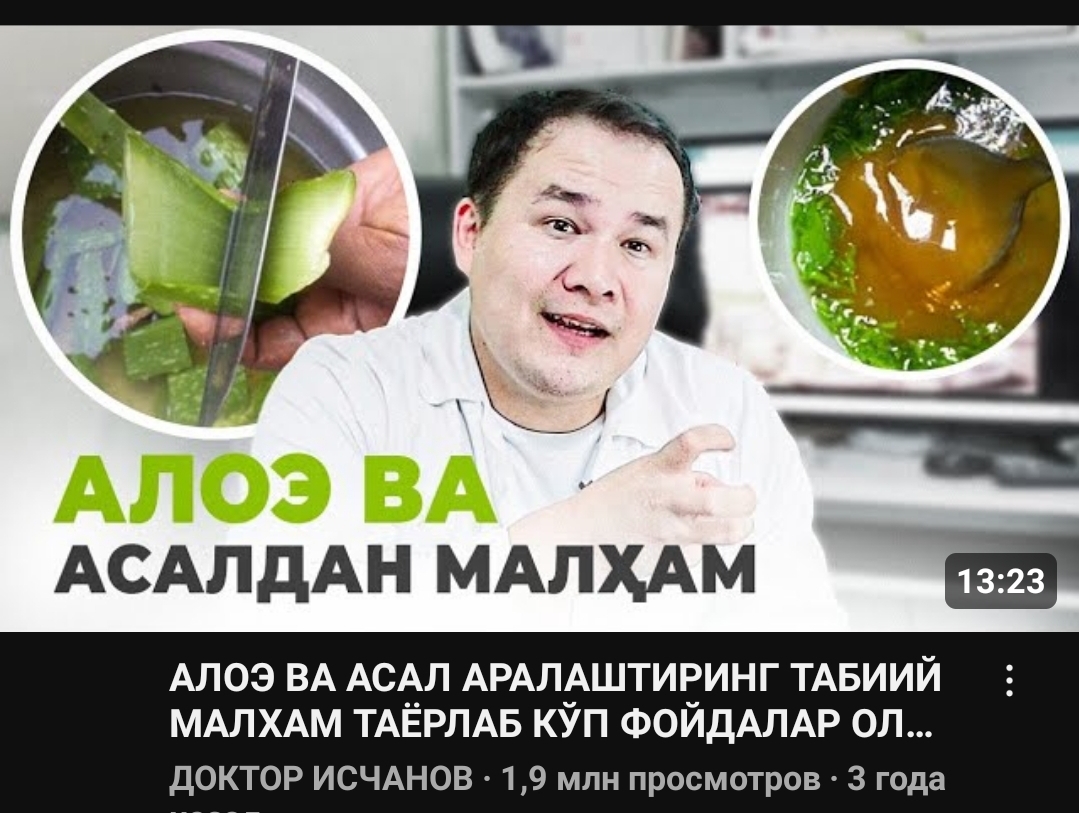 АЛОЭ ВА
АСАЛДАН МАЛҲАМ
13:23
АЛОЭ ВА АСАЛ АРАЛАШТИРИНГ ТАБИИЙ
МАЛХАМ ТАЁРЛАБ КЎП ФОЙДАЛАР ОЛ...
ДОКТОР ИСЧАНОВ · 1,9 млн просмотров · 3 года